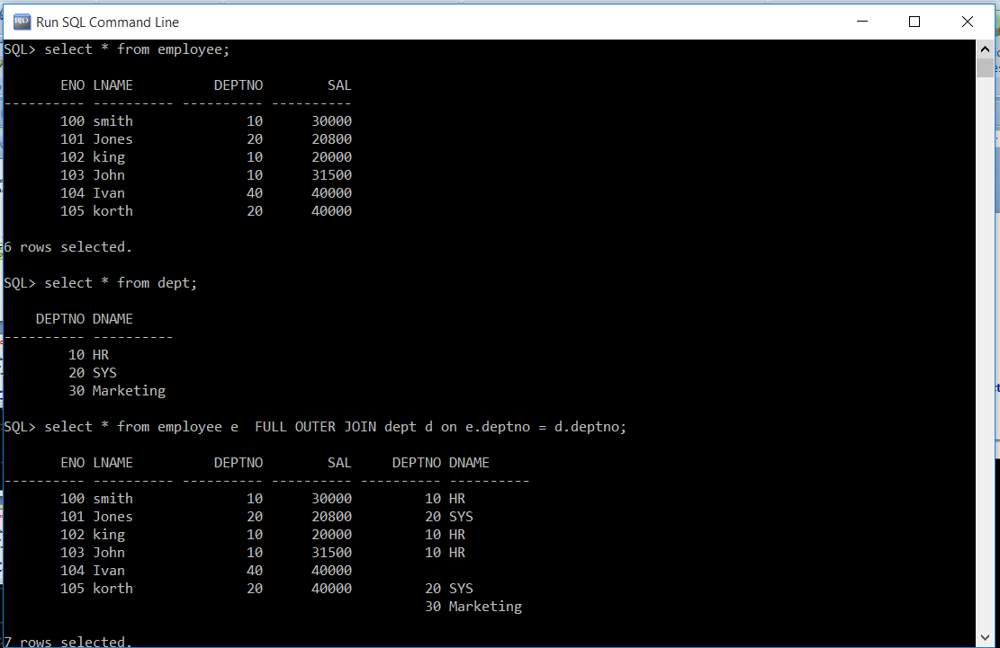 Run SQL Command Line
SQL> select * from employee;
       ENO LNAME          DEPTNO        SAL
---------- ---------- ---------- ----------
       100 smith              10      30000
       101 Jones              20      20800
       102 king               10      20000
       103 John               10      31500
       104 Ivan               40      40000
       105 korth              20      40000
6 rows selected.
SQL> select * from dept;
    DEPTNO DNAME
---------- ----------
        10 HR
        20 SYS
        30 Marketing
SQL> select * from employee e  FULL OUTER JOIN dept d on e.deptno = d.deptno;
       ENO LNAME          DEPTNO        SAL     DEPTNO DNAME
---------- ---------- ---------- ---------- ---------- ----------
       100 smith              10      30000         10 HR
       101 Jones              20      20800         20 SYS
       102 king               10      20000         10 HR
       103 John               10      31500         10 HR
       104 Ivan               40      40000
       105 korth              20      40000         20 SYS
                                                    30 Marketing
7 rows selected.